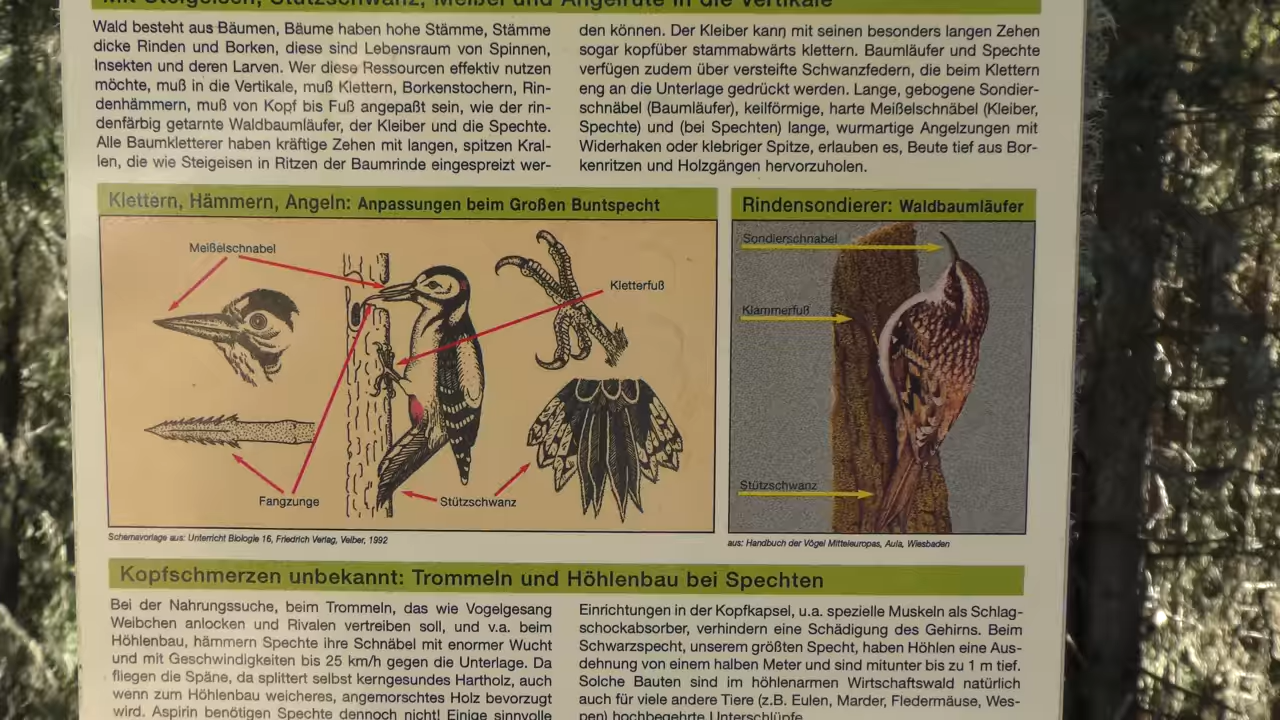 Mit Steigeisen, Stützschwanz, Meißel und Angelrute in die Vertikale
Wald besteht aus Bäumen, Bäume haben hohe Stämme, Stämme
dicke Rinden und Borken, diese sind Lebensraum von Spinnen,
Insekten und deren Larven. Wer diese Ressourcen effektiv nutzen
möchte, muß in die Vertikale, muß Klettern, Borkenstochern, Rin-
denhämmern, muß von Kopf bis Fuß angepaßt sein, wie der rin-
denfärbig getarnte Waldbaumläufer, der Kleiber und die Spechte.
Alle Baumkletterer haben kräftige Zehen mit langen, spitzen Kral-
len, die wie Steigeisen in Ritzen der Baumrinde eingespreizt wer-
den können. Der Kleiber kann mit seinen besonders langen Zehen
sogar kopfüber stammabwärts klettern. Baumläufer und Spechte
verfügen zudem über versteifte Schwanzfedern, die beim Klettern
eng an die Unterlage gedrückt werden. Lange, gebogene Sondier-
schnäbel (Baumläufer), keilförmige, harte Meißelschnäbel (Kleiber,
Spechte) und (bei Spechten) lange, wurmartige Angelzungen mit
Widerhaken oder klebriger Spitze, erlauben es, Beute tief aus Bor-
kenritzen und Holzgängen hervorzuholen.
Klettern, Hämmern, Angeln: Anpassungen beim Großen Buntspecht
Meißelschnabel
Kletterfuß
Fangzunge
Stützschwanz
Schemavorlage aus: Unterricht Biologie 16, Friedrich Verlag, Velber, 1992
Rindensondierer: Waldbaumläufer
Sondierschnabel
Klammerfuß
Stützschwanz
aus: Handbuch der Vögel Mitteleuropas, Aula, Wiesbaden
Kopfschmerzen unbekannt: Trommeln und Höhlenbau bei Spechten
Bei der Nahrungssuche, beim Trommeln, das wie Vogelgesang
Weibchen anlocken und Rivalen vertreiben soll, und v.a. beim
Höhlenbau, hämmern Spechte ihre Schnäbel mit enormer Wucht
und mit Geschwindigkeiten bis 25 km/h gegen die Unterlage. Da
fliegen die Späne, da splittert selbst kerngesundes Hartholz, auch
wenn zum Höhlenbau weicheres, angemorschtes Holz bevorzugt
wird. Aspirin benötigen Spechte dennoch nicht! Einige sinnvolle
Einrichtungen in der Kopfkapsel, u.a. spezielle Muskeln als Schlag-
schockabsorber, verhindern eine Schädigung des Gehirns. Beim
Schwarzspecht, unserem größten Specht, haben Höhlen eine Aus-
dehnung von einem halben Meter und sind mitunter bis zu 1 m tief.
Solche Bauten sind im höhlenarmen Wirtschaftswald natürlich
auch für viele andere Tiere (z.B. Eulen, Marder, Fledermäuse, Wes-
pen) hochbegehrte Unterschlüpfe.